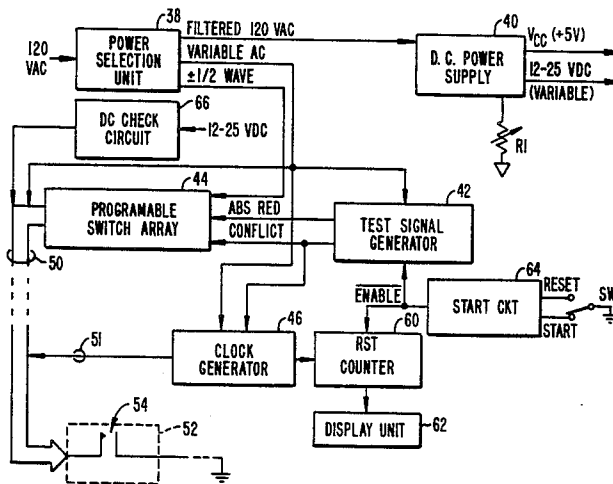 38
FILTERED 120 VAC
40
V_CC (+5V)
120 VAC
POWER SELECTION UNIT
VARIABLE AC
±1/2 WAVE
D. C. POWER SUPPLY
12-25 VDC (VARIABLE)
66
DC CHECK CIRCUIT
12-25 VDC
R1
44
42
PROGRAMABLE SWITCH ARRAY
ABS RED
CONFLICT
TEST SIGNAL GENERATOR
50
64
ENABLE
START CKT
RESET
START
SW
51
46
60
CLOCK GENERATOR
RST COUNTER
54
52
DISPLAY UNIT
62